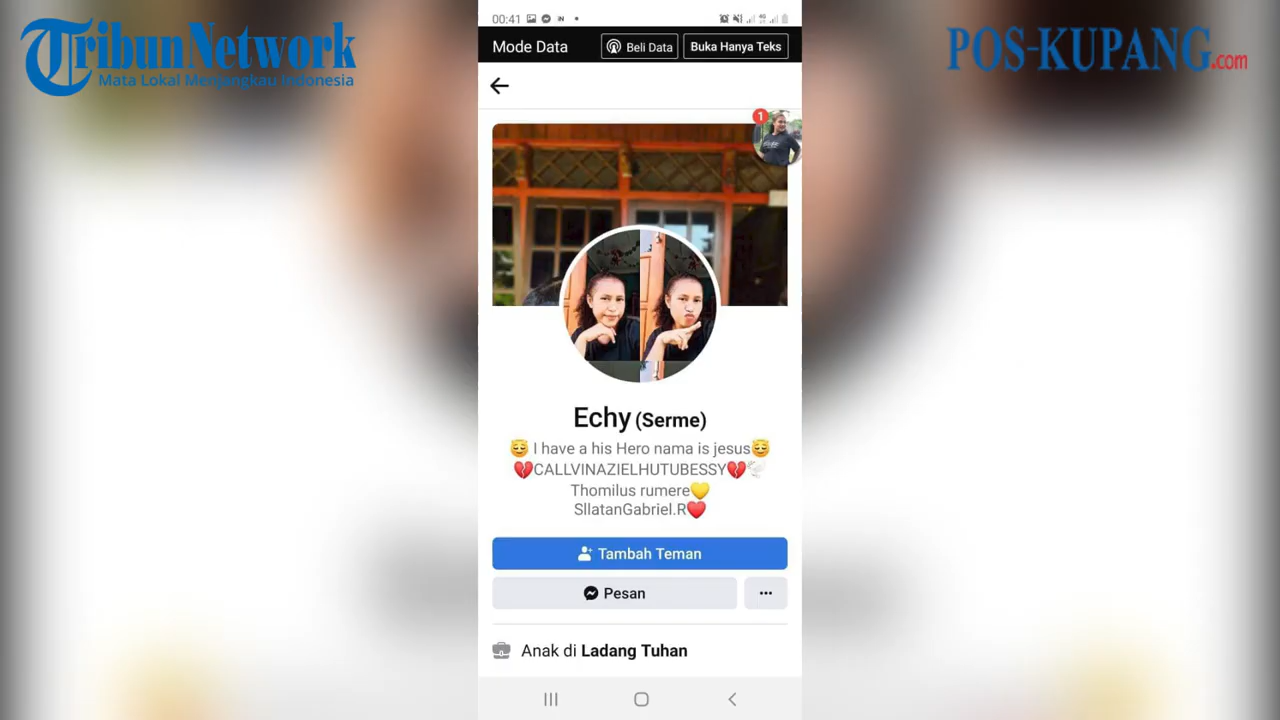 TribunNetwork
Mata Lokal Menjangkau Indonesia
POS-KUPANG.com
00:41
Mode Data
Beli Data
Buka Hanya Teks
1
Echy (Serme)
😇 I have a his Hero nama is jesus😇
💔CALLVINAZIELHUTUBESSY💔🕊️
Thomilus rumere💛
SllatanGabriel.R❤️
Tambah Teman
Pesan
Anak di Ladang Tuhan